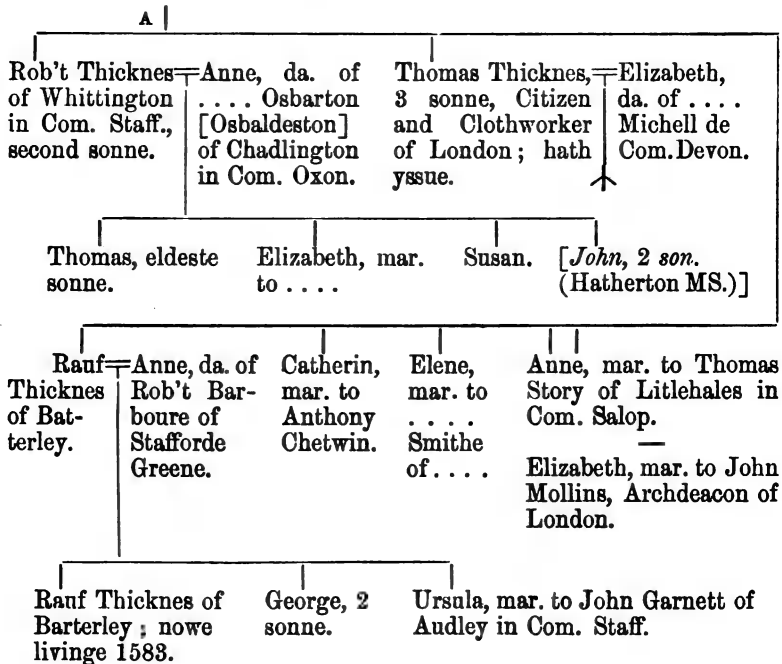 A
Rob't Thicknes
of Whittington
in Com. Staff.,
second sonne.
Anne, da. of
. . . . Osbarton
[Osbaldeston]
of Chadlington
in Com. Oxon.
Thomas Thicknes,
3 sonne, Citizen
and Clothworker
of London; hath
yssue.
Elizabeth,
da. of . . . .
Michell de
Com. Devon.
Thomas, eldeste
sonne.
Elizabeth, mar.
to . . . .
Susan.
[John, 2 son.
(Hatherton MS.)]
Rauf
Thicknes
of Bat-
terley.
Anne, da. of
Rob't Bar-
boure of
Stafforde
Greene.
Catherin,
mar. to
Anthony
Chetwin.
Elene,
mar. to
. . . .
Smithe
of . . . .
Anne, mar. to Thomas
Story of Litlehales in
Com. Salop.
Elizabeth, mar. to John
Mollins, Archdeacon of
London.
Rauf Thicknes of
Barterley; nowe
livinge 1583.
George, 2
sonne.
Ursula, mar. to John Garnett of
Audley in Com. Staff.